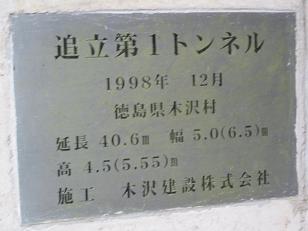 追立第1トンネル
1998年 12月
徳島県木沢村
延長 40.6m 幅 5.0(6.5)m
高 4.5(5.55)m
施工 木沢建設株式会社